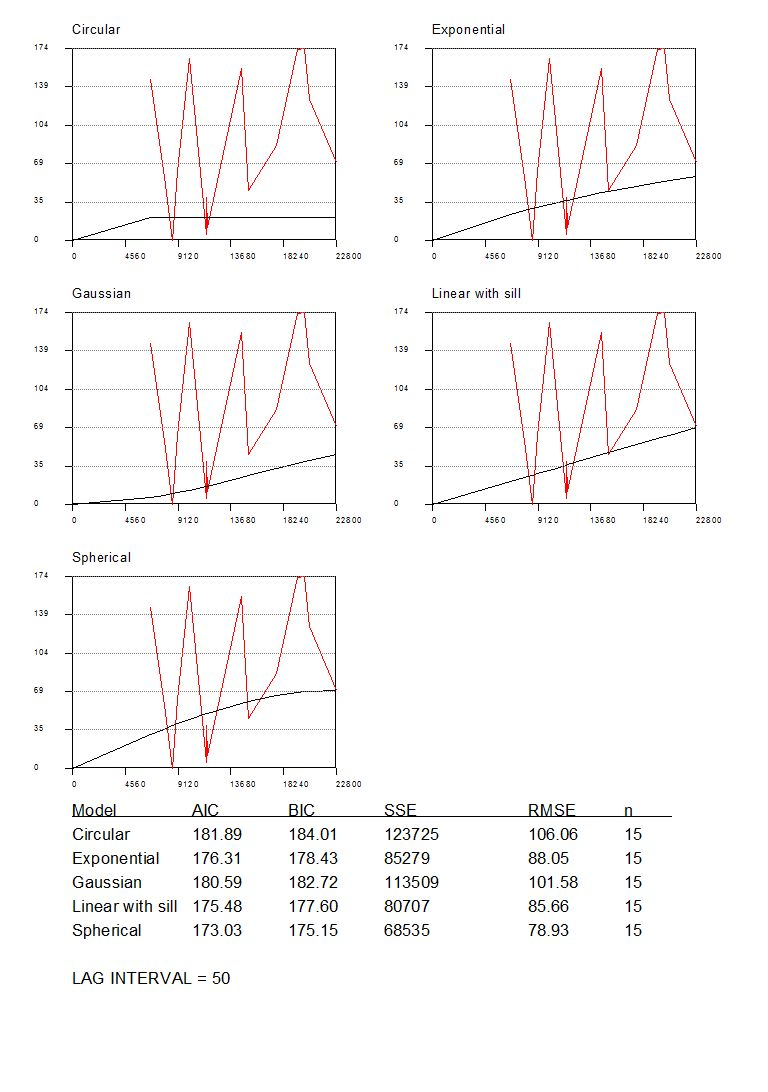 Circular
174
139
104
69
35
0
0 4560 9120 13680 18240 22800
Exponential
174
139
104
69
35
0
0 4560 9120 13680 18240 22800
Gaussian
174
139
104
69
35
0
0 4560 9120 13680 18240 22800
Linear with sill
174
139
104
69
35
0
0 4560 9120 13680 18240 22800
Spherical
174
139
104
69
35
0
0 4560 9120 13680 18240 22800
Model AIC BIC SSE RMSE n
Circular 181.89 184.01 123725 106.06 15
Exponential 176.31 178.43 85279 88.05 15
Gaussian 180.59 182.72 113509 101.58 15
Linear with sill 175.48 177.60 80707 85.66 15
Spherical 173.03 175.15 68535 78.93 15
LAG INTERVAL = 50